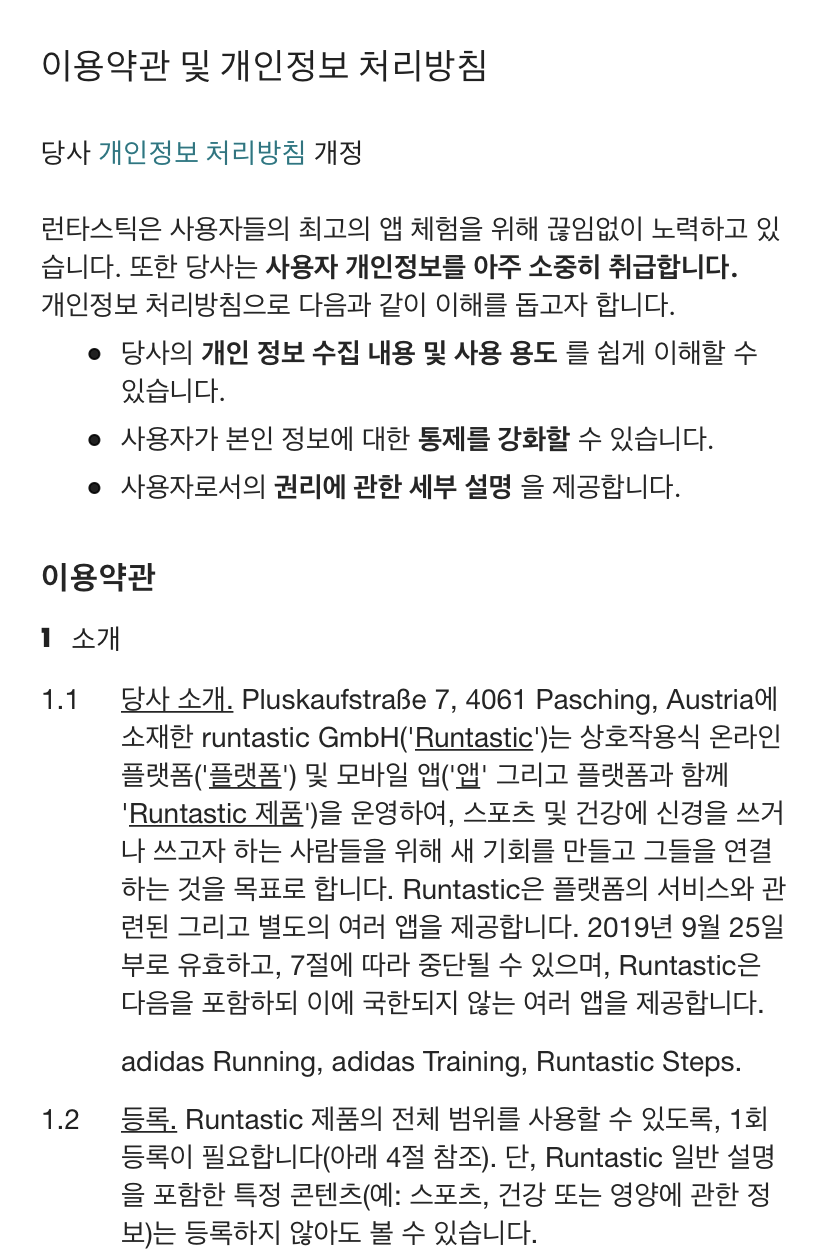 이용약관 및 개인정보 처리방침
당사 개인정보 처리방침 개정
런타스틱은 사용자들의 최고의 앱 체험을 위해 끊임없이 노력하고 있
습니다. 또한 당사는 사용자 개인정보를 아주 소중히 취급합니다.
개인정보 처리방침으로 다음과 같이 이해를 돕고자 합니다.
● 당사의 개인 정보 수집 내용 및 사용 용도 를 쉽게 이해할 수
있습니다.
● 사용자가 본인 정보에 대한 통제를 강화할 수 있습니다.
● 사용자로서의 권리에 관한 세부 설명 을 제공합니다.
이용약관
1 소개
1.1 당사 소개. Pluskaufstraße 7, 4061 Pasching, Austria에
소재한 runtastic GmbH('Runtastic')는 상호작용식 온라인
플랫폼('플랫폼') 및 모바일 앱('앱' 그리고 플랫폼과 함께
'Runtastic 제품')을 운영하여, 스포츠 및 건강에 신경을 쓰거
나 쓰고자 하는 사람들을 위해 새 기회를 만들고 그들을 연결
하는 것을 목표로 합니다. Runtastic은 플랫폼의 서비스와 관
련된 그리고 별도의 여러 앱을 제공합니다. 2019년 9월 25일
부로 유효하고, 7절에 따라 중단될 수 있으며, Runtastic은
다음을 포함하되 이에 국한되지 않는 여러 앱을 제공합니다.
adidas Running, adidas Training, Runtastic Steps.
1.2 등록. Runtastic 제품의 전체 범위를 사용할 수 있도록, 1회
등록이 필요합니다(아래 4절 참조). 단, Runtastic 일반 설명
을 포함한 특정 콘텐츠(예: 스포츠, 건강 또는 영양에 관한 정
보)는 등록하지 않아도 볼 수 있습니다.